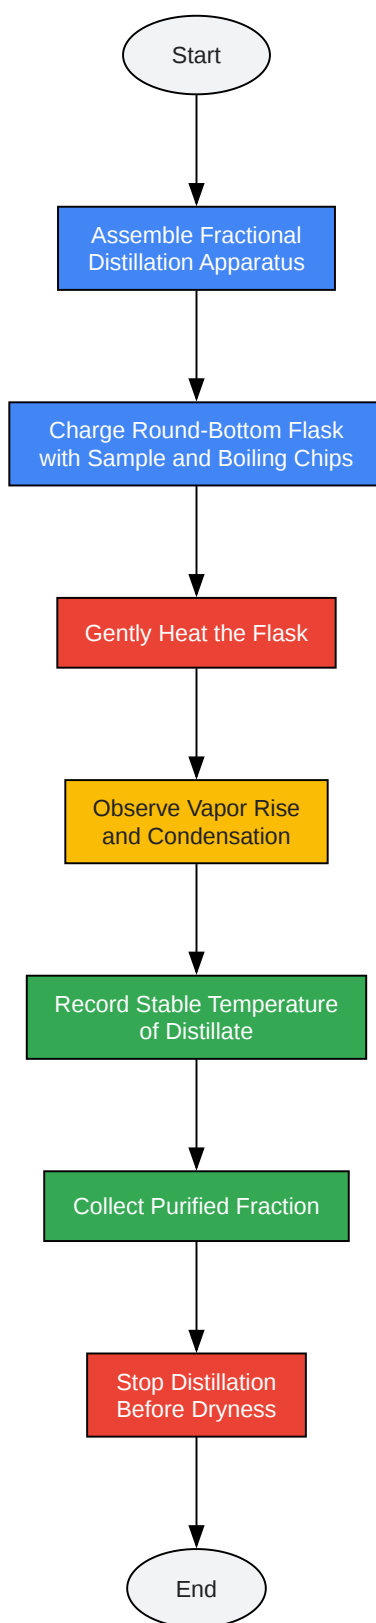 Start
Assemble Fractional
Distillation Apparatus
Charge Round-Bottom Flask
with Sample and Boiling Chips
Gently Heat the Flask
Observe Vapor Rise
and Condensation
Record Stable Temperature
of Distillate
Collect Purified Fraction
Stop Distillation
Before Dryness
End